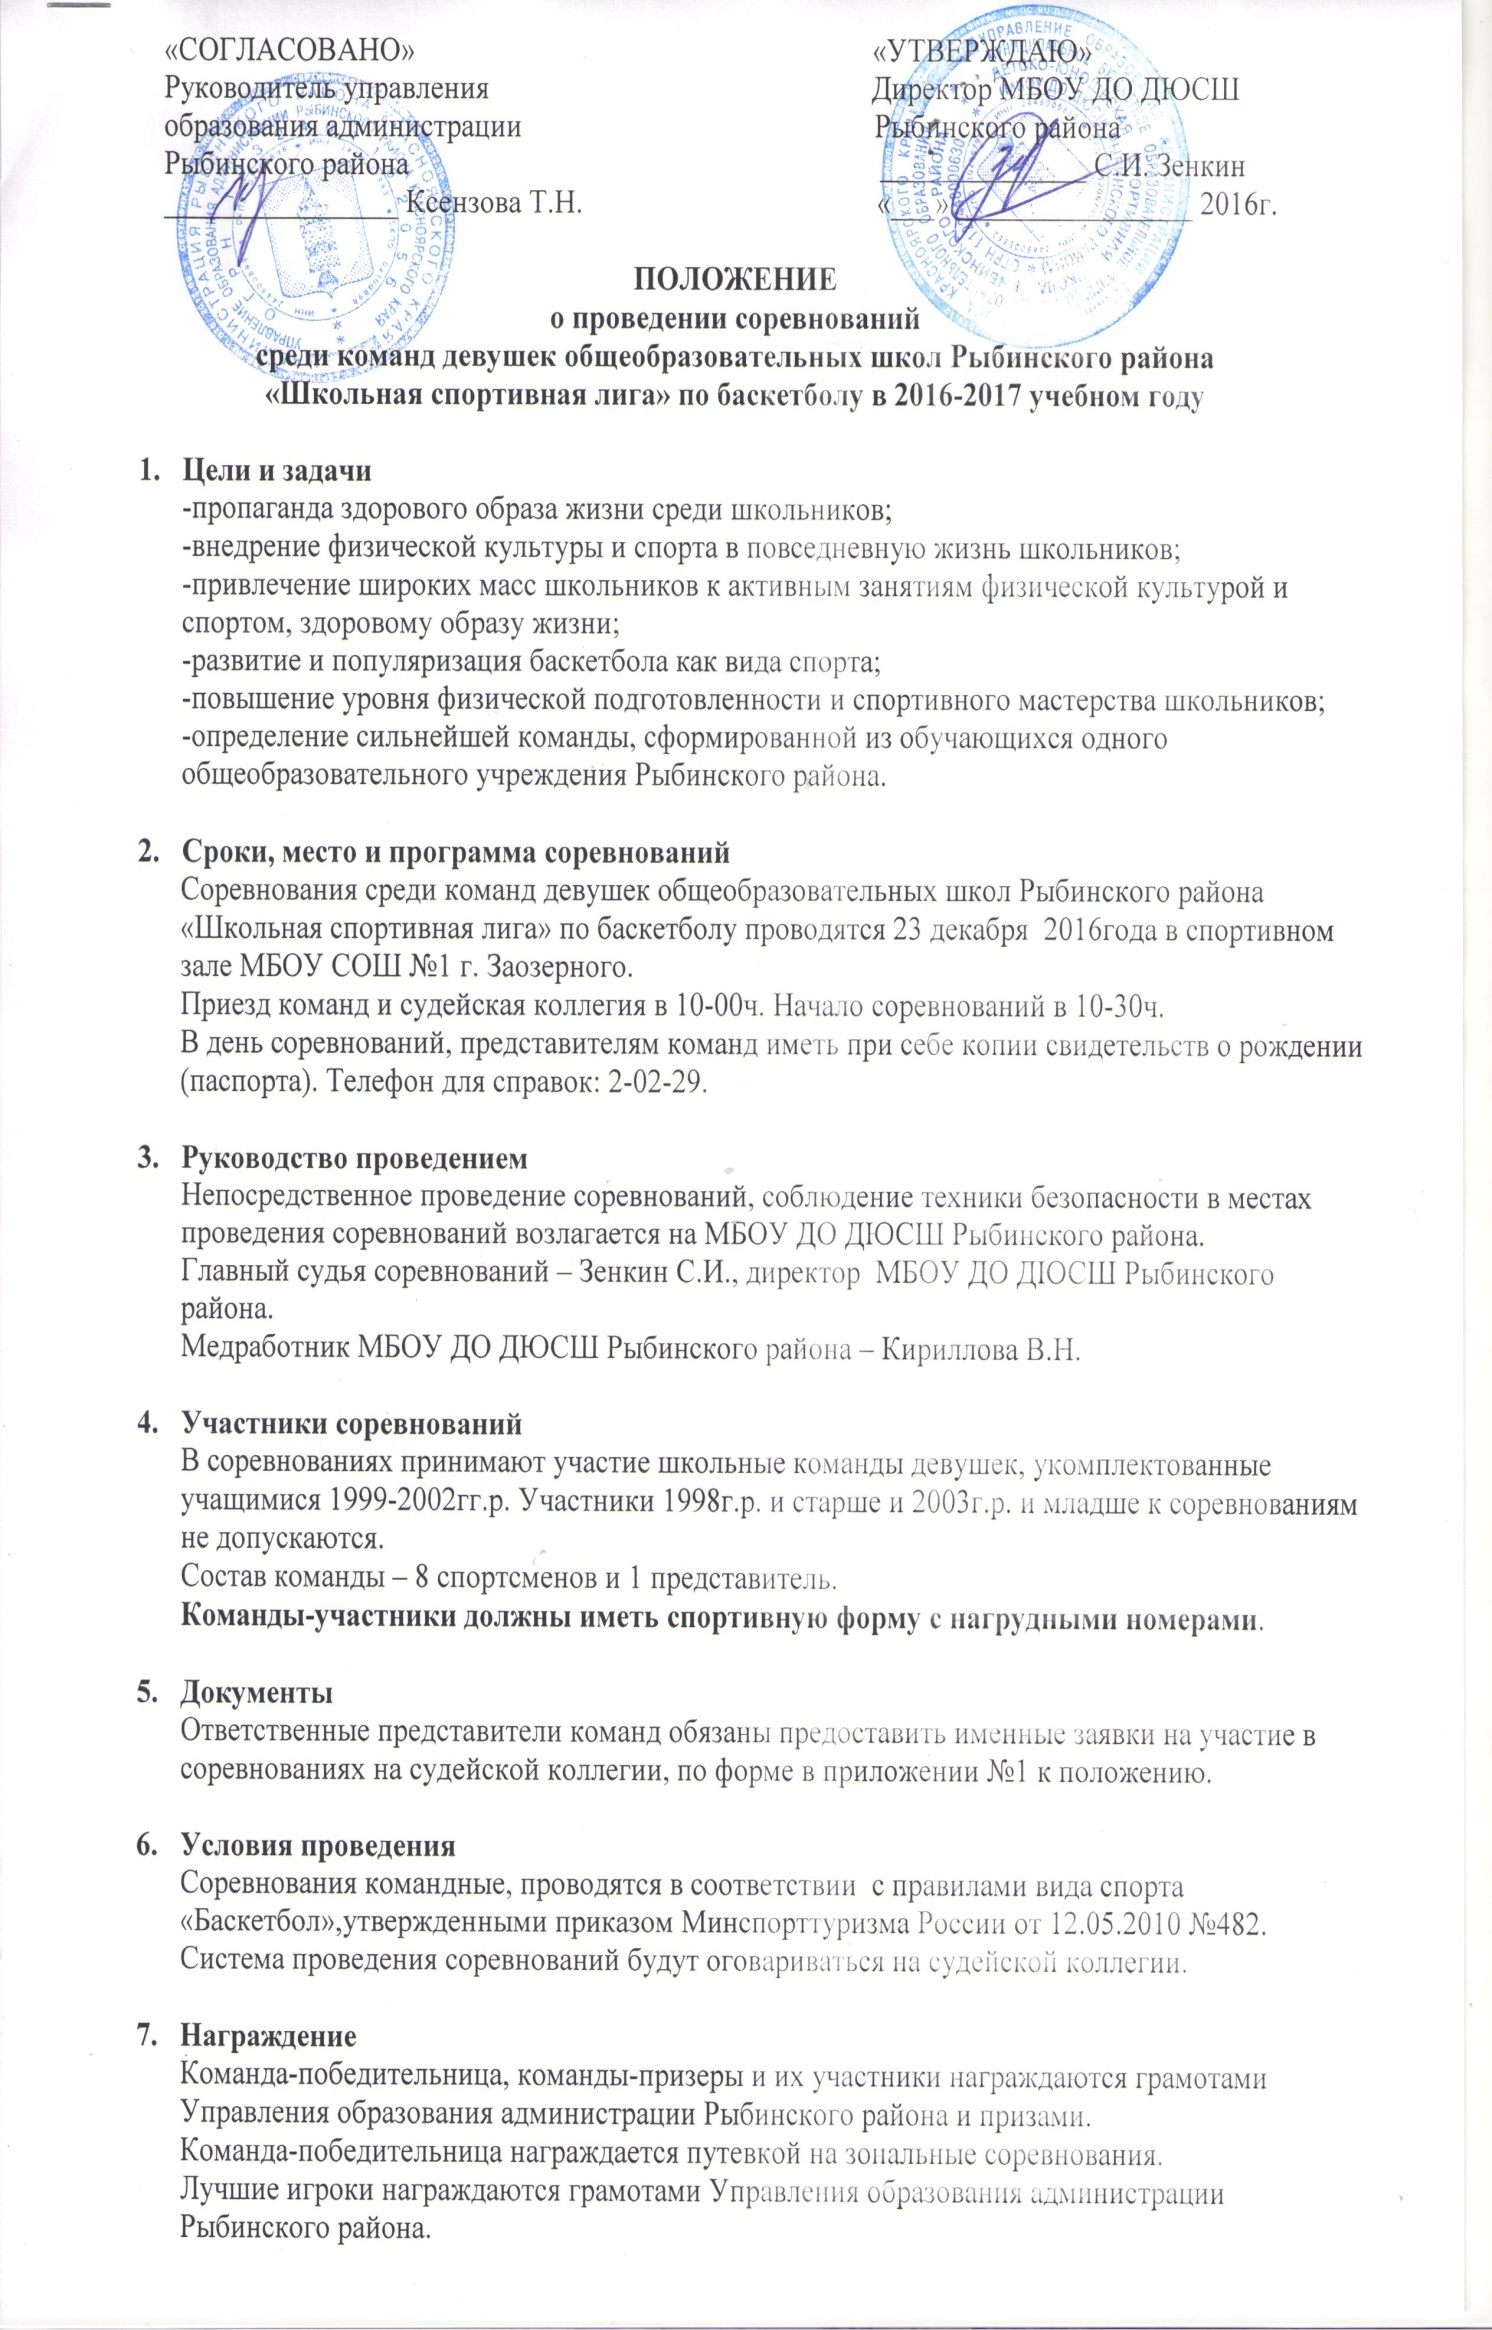 «СОГЛАСОВАНО»
Руководитель управления
образования администрации
Рыбинского района
Ксензова Т.Н.
«УТВЕРЖДАЮ»
Директор МБОУ ДО ДЮСШ
Рыбинского района
С.И. Зенкин
«___»________________ 2016г.
ПОЛОЖЕНИЕ
о проведении соревнований
среди команд девушек общеобразовательных школ Рыбинского района
«Школьная спортивная лига» по баскетболу в 2016-2017 учебном году
1. Цели и задачи
-пропаганда здорового образа жизни среди школьников;
-внедрение физической культуры и спорта в повседневную жизнь школьников;
-привлечение широких масс школьников к активным занятиям физической культурой и
спортом, здоровому образу жизни;
-развитие и популяризация баскетбола как вида спорта;
-повышение уровня физической подготовленности и спортивного мастерства школьников;
-определение сильнейшей команды, сформированной из обучающихся одного
общеобразовательного учреждения Рыбинского района.
2. Сроки, место и программа соревнований
Соревнования среди команд девушек общеобразовательных школ Рыбинского района
«Школьная спортивная лига» по баскетболу проводятся 23 декабря 2016года в спортивном
зале МБОУ СОШ №1 г. Заозерного.
Приезд команд и судейская коллегия в 10-00ч. Начало соревнований в 10-30ч.
В день соревнований, представителям команд иметь при себе копии свидетельств о рождении
(паспорта). Телефон для справок: 2-02-29.
3. Руководство проведением
Непосредственное проведение соревнований, соблюдение техники безопасности в местах
проведения соревнований возлагается на МБОУ ДО ДЮСШ Рыбинского района.
Главный судья соревнований – Зенкин С.И., директор МБОУ ДО ДЮСШ Рыбинского
района.
Медработник МБОУ ДО ДЮСШ Рыбинского района – Кириллова В.Н.
4. Участники соревнований
В соревнованиях принимают участие школьные команды девушек, укомплектованные
учащимися 1999-2002гг.р. Участники 1998г.р. и старше и 2003г.р. и младше к соревнованиям
не допускаются.
Состав команды – 8 спортсменов и 1 представитель.
Команды-участники должны иметь спортивную форму с нагрудными номерами.
5. Документы
Ответственные представители команд обязаны предоставить именные заявки на участие в
соревнованиях на судейской коллегии, по форме в приложении №1 к положению.
6. Условия проведения
Соревнования командные, проводятся в соответствии с правилами вида спорта
«Баскетбол»,утвержденными приказом Минспорттуризма России от 12.05.2010 №482.
Система проведения соревнований будут оговариваться на судейской коллегии.
7. Награждение
Команда-победительница, команды-призеры и их участники награждаются грамотами
Управления образования администрации Рыбинского района и призами.
Команда-победительница награждается путевкой на зональные соревнования.
Лучшие игроки награждаются грамотами Управления образования администрации
Рыбинского района.